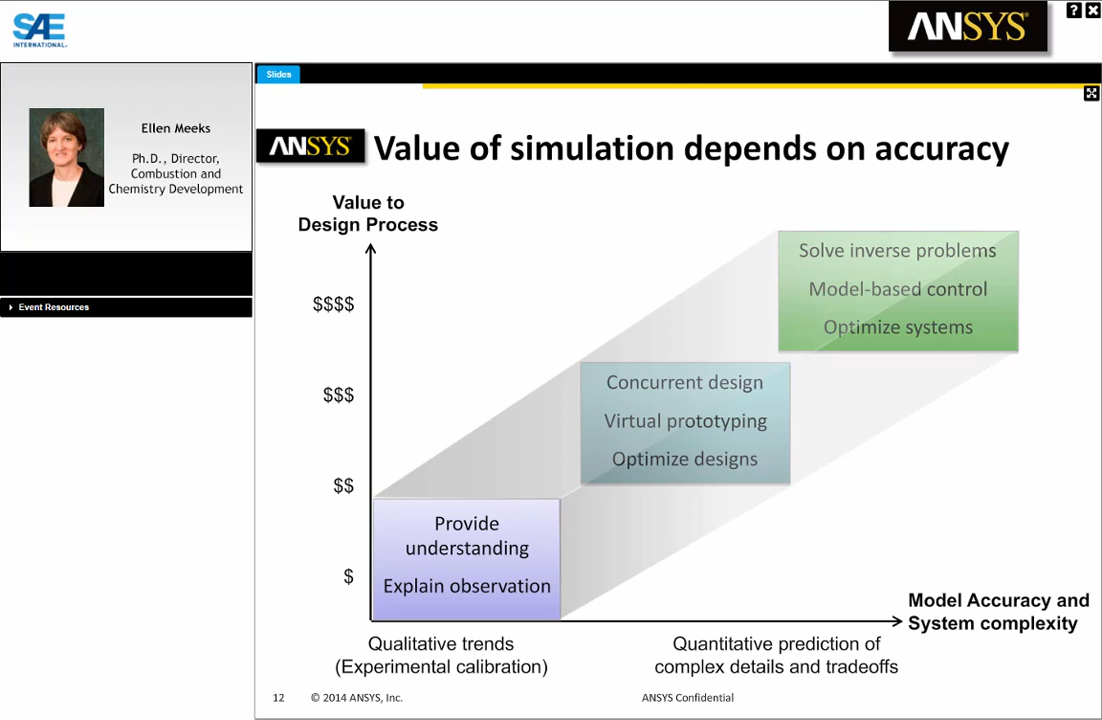 SAE
INTERNATIONAL®
ANSYS®
?
Slides
Ellen Meeks
Ph.D., Director,
Combustion and
Chemistry Development
Event Resources
ANSYS® Value of simulation depends on accuracy
Value to
Design Process
$$$$
$$$
$$
$
Solve inverse problems
Model-based control
Optimize systems
Concurrent design
Virtual prototyping
Optimize designs
Provide
understanding
Explain observation
Model Accuracy and
System complexity
Qualitative trends
(Experimental calibration)
Quantitative prediction of
complex details and tradeoffs
12 © 2014 ANSYS, Inc. ANSYS Confidential